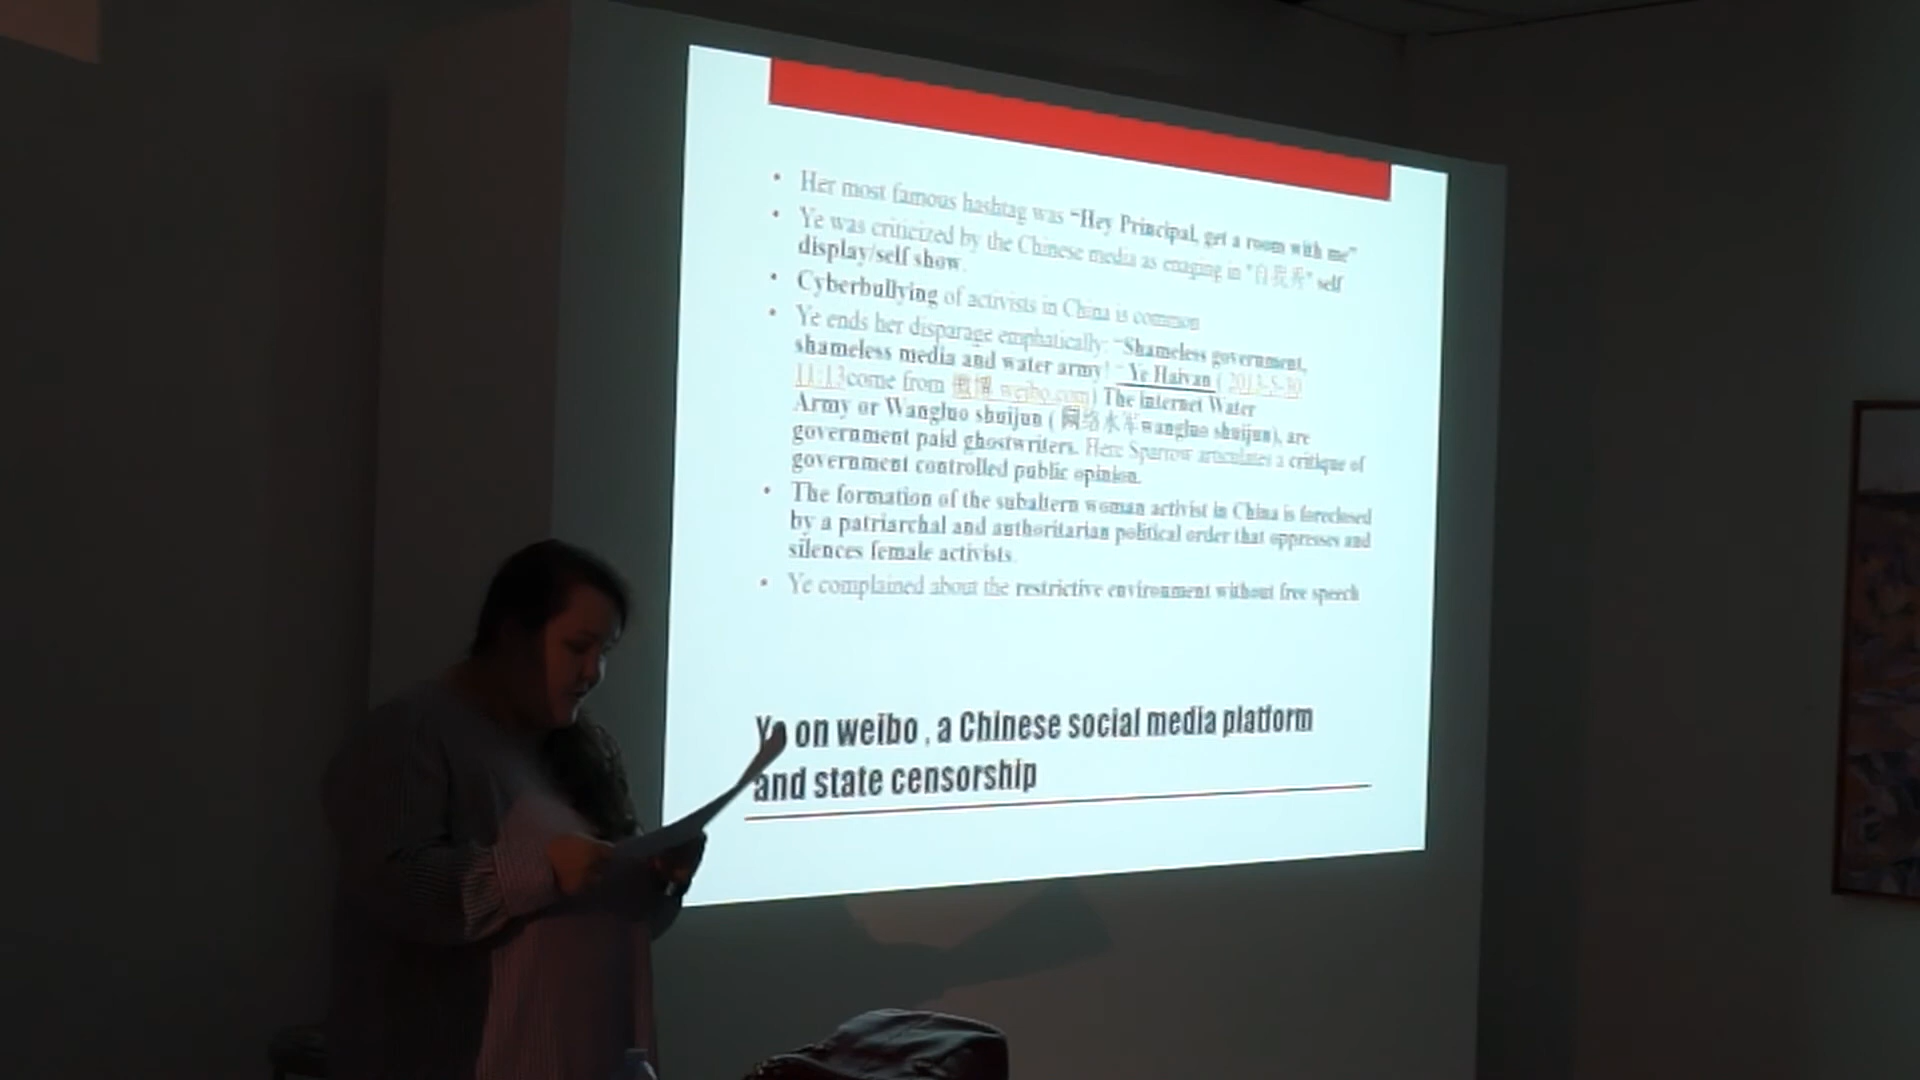 • Her most famous hashtag was “Hey Principal, get a room with me”
• Ye was criticized by the Chinese media as enaging in "自我秀" self
display/self show.
• Cyberbullying of activists in China is common
• Ye ends her disparage emphatically: “Shameless government,
shameless media and water army! ” Ye Haiyan ( 2013-5-30
11:13come from 微博 weibo.com) The internet Water
Army or Wangluo shuijun ( 网络水军wangluo shuijun), are
government paid ghostwriters. Here Sparrow articulates a critique of
government controlled public opinion.
• The formation of the subaltern woman activist in China is foreclosed
by a patriarchal and authoritarian political order that oppresses and
silences female activists.
• Ye complained about the restrictive environment without free speech
Ye on weibo , a Chinese social media platform
and state censorship